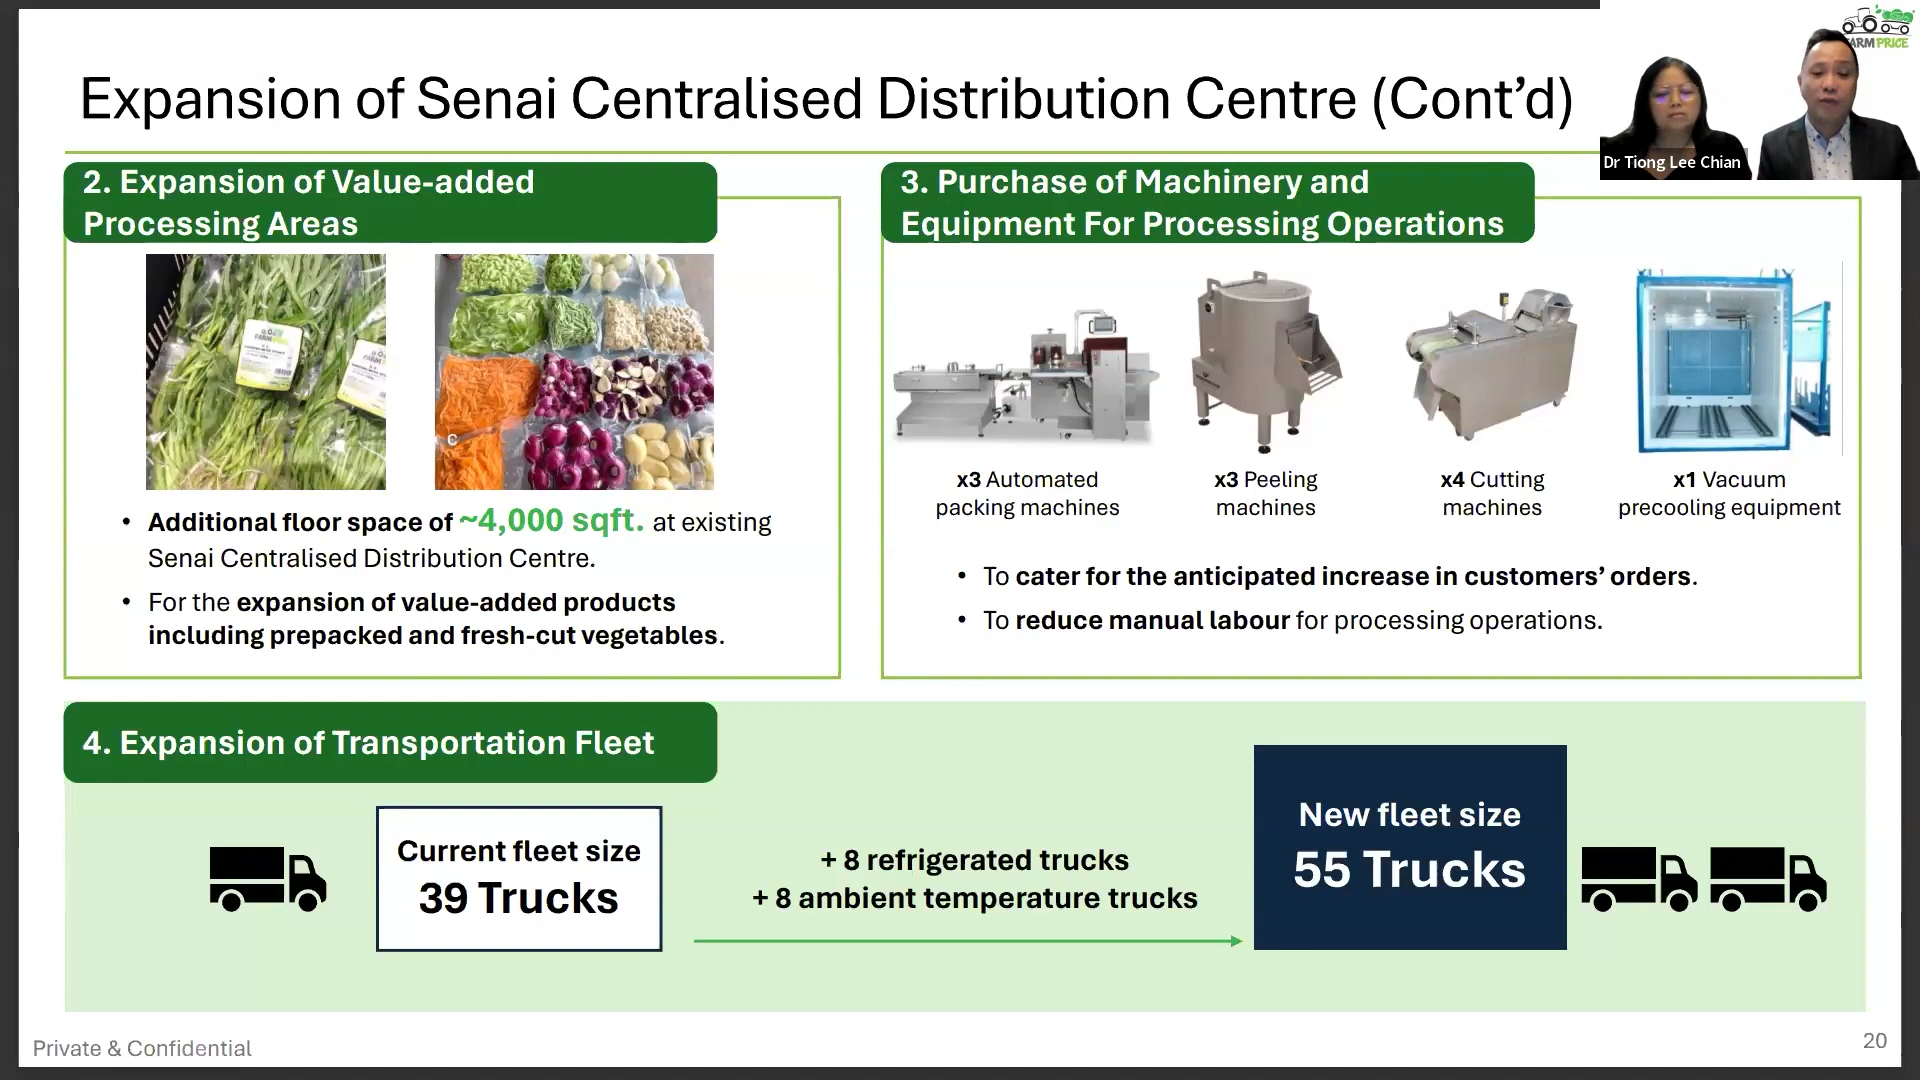 Expansion of Senai Centralised Distribution Centre (Cont’d)
FARM PRICE
Dr Tiong Lee Chian
2. Expansion of Value-added
Processing Areas
• Additional floor space of ~4,000 sqft. at existing
Senai Centralised Distribution Centre.
• For the expansion of value-added products
including prepacked and fresh-cut vegetables.
3. Purchase of Machinery and
Equipment For Processing Operations
x3 Automated
packing machines
x3 Peeling
machines
x4 Cutting
machines
x1 Vacuum
precooling equipment
• To cater for the anticipated increase in customers’ orders.
• To reduce manual labour for processing operations.
4. Expansion of Transportation Fleet
Current fleet size
39 Trucks
+ 8 refrigerated trucks
+ 8 ambient temperature trucks
New fleet size
55 Trucks
Private & Confidential
20